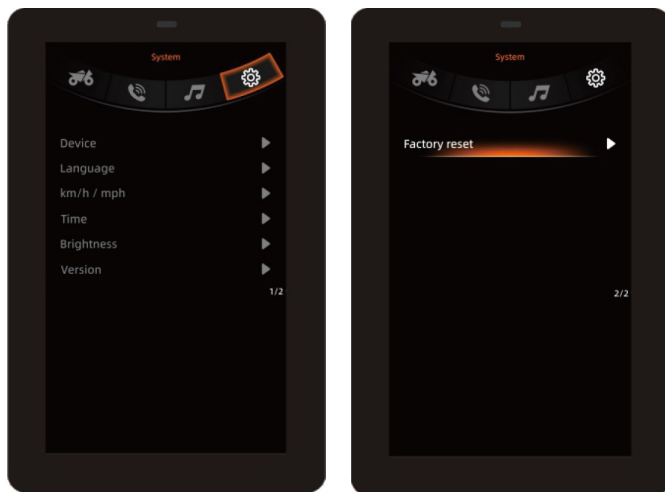 System
Device
Language
km/h / mph
Time
Brightness
Version
1/2
System
Factory reset
2/2